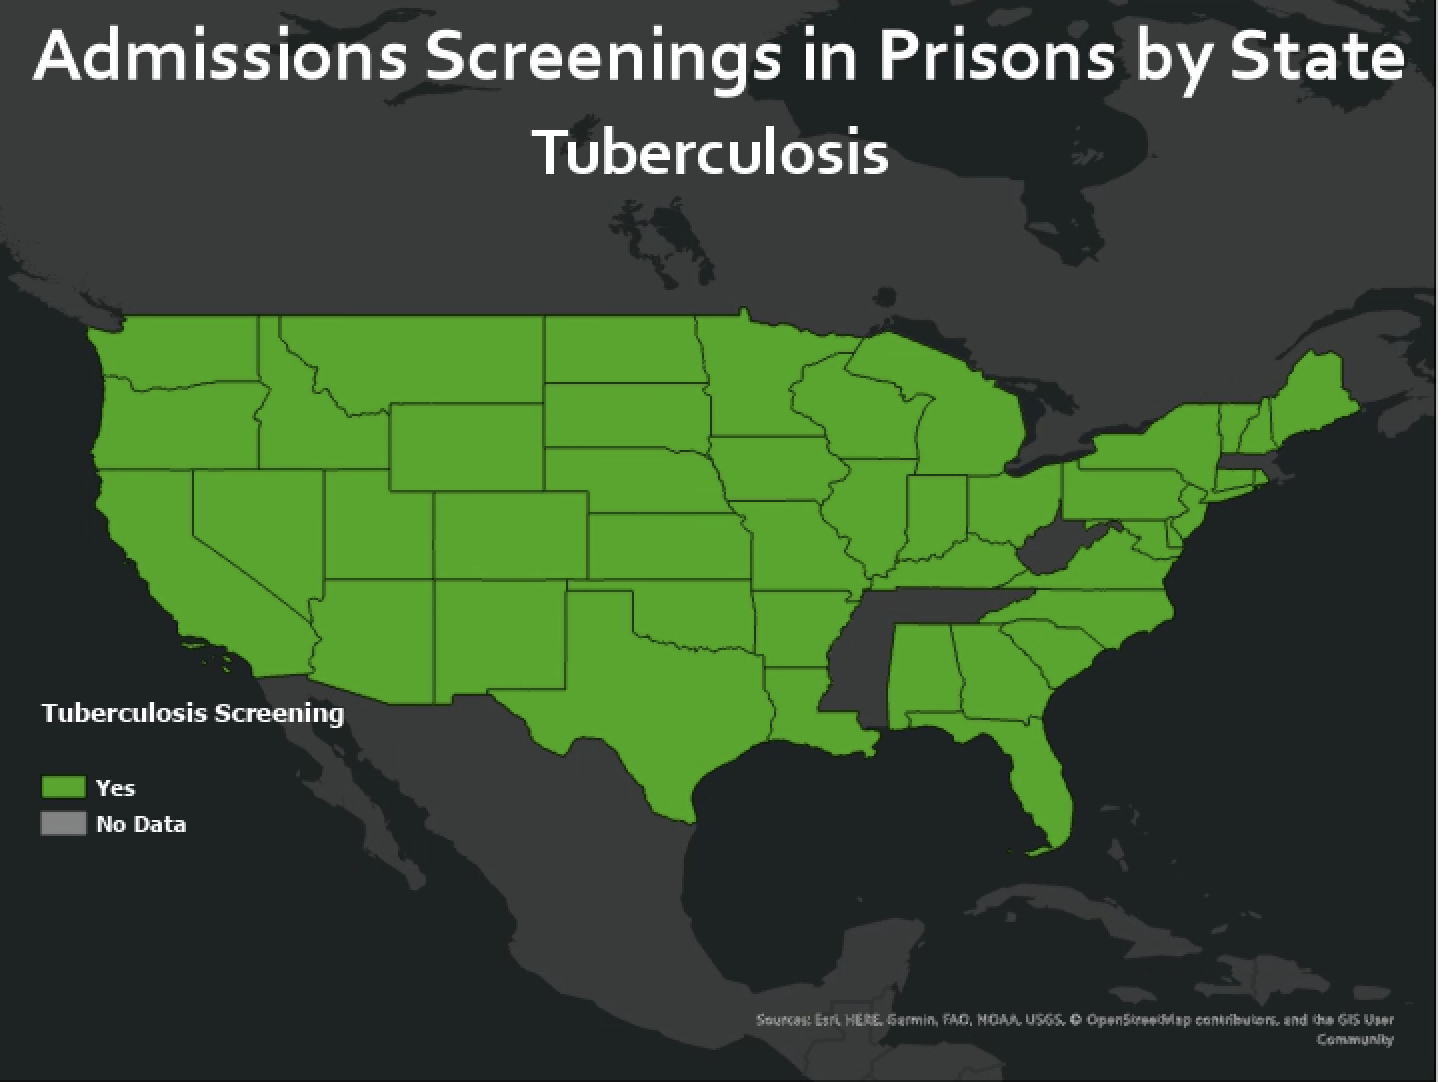 Admissions Screenings in Prisons by State
Tuberculosis
Tuberculosis Screening
Yes
No Data
Sources: Esri, HERE, Garmin, FAO, NOAA, USGS, © OpenStreetMap contributors, and the GIS User
Community